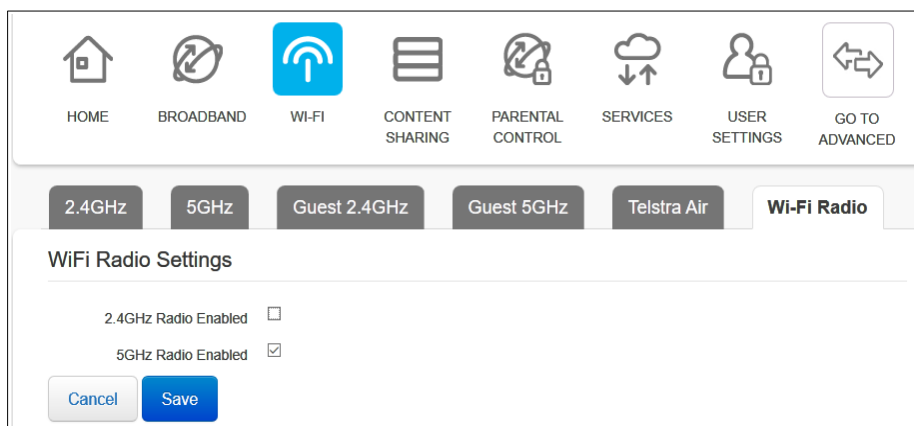 HOME BROADBAND WI-FI CONTENT PARENTAL SERVICES USER GO TO
SHARING CONTROL SETTINGS ADVANCED
2.4GHz 5GHz Guest 2.4GHz Guest 5GHz Telstra Air Wi-Fi Radio
WiFi Radio Settings
2.4GHz Radio Enabled
5GHz Radio Enabled
Cancel Save